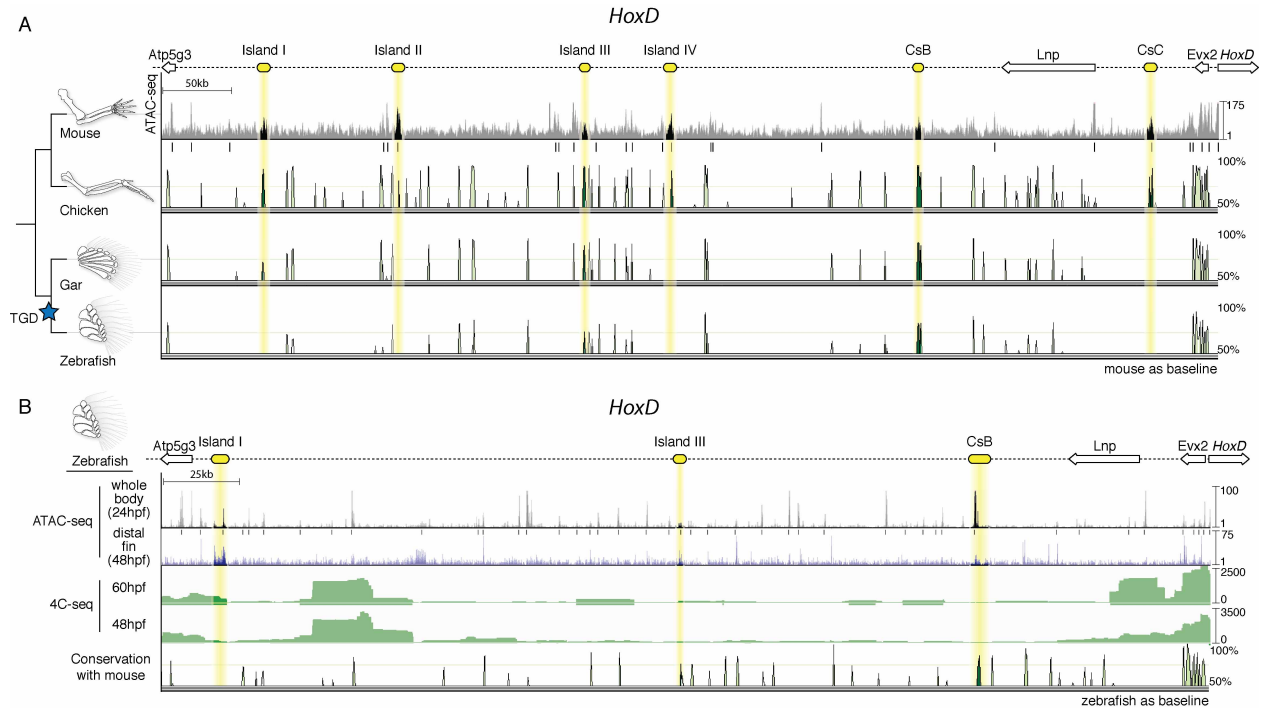 A
HoxD
Atp5g3 Island I Island II Island III Island IV CsB Lnp CsC Evx2 HoxD
50kb
ATAC-seq
175
1
Mouse
100%
50%
Chicken
100%
50%
Gar
100%
50%
TGD
Zebrafish
mouse as baseline
B
HoxD
Zebrafish
Atp5g3 Island I Island III CsB Lnp Evx2 HoxD
25kb
ATAC-seq
whole
body
(24hpf)
100
1
distal
fin
(48hpf)
75
1
4C-seq
60hpf
2500
0
48hpf
3500
0
Conservation
with mouse
100%
50%
zebrafish as baseline